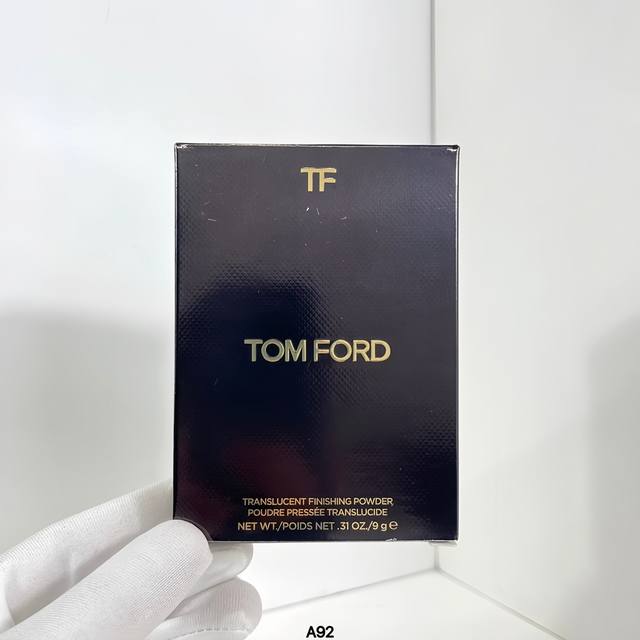 TF
TOM FORD
TRANSLUCENT FINISHING POWDER
POUDRE PRESSÉE TRANSLUCIDE
NET WT./POIDS NET .31 OZ./9 g e
A92